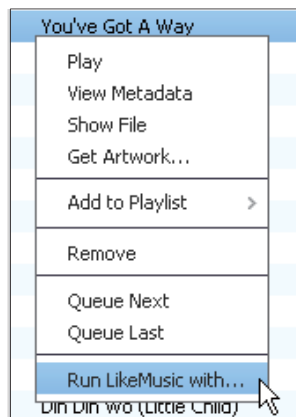 You've Got A Way
Play
View Metadata
Show File
Get Artwork...
Add to Playlist
Remove
Queue Next
Queue Last
Run LikeMusic with...
Din Din Wo (Little Child)